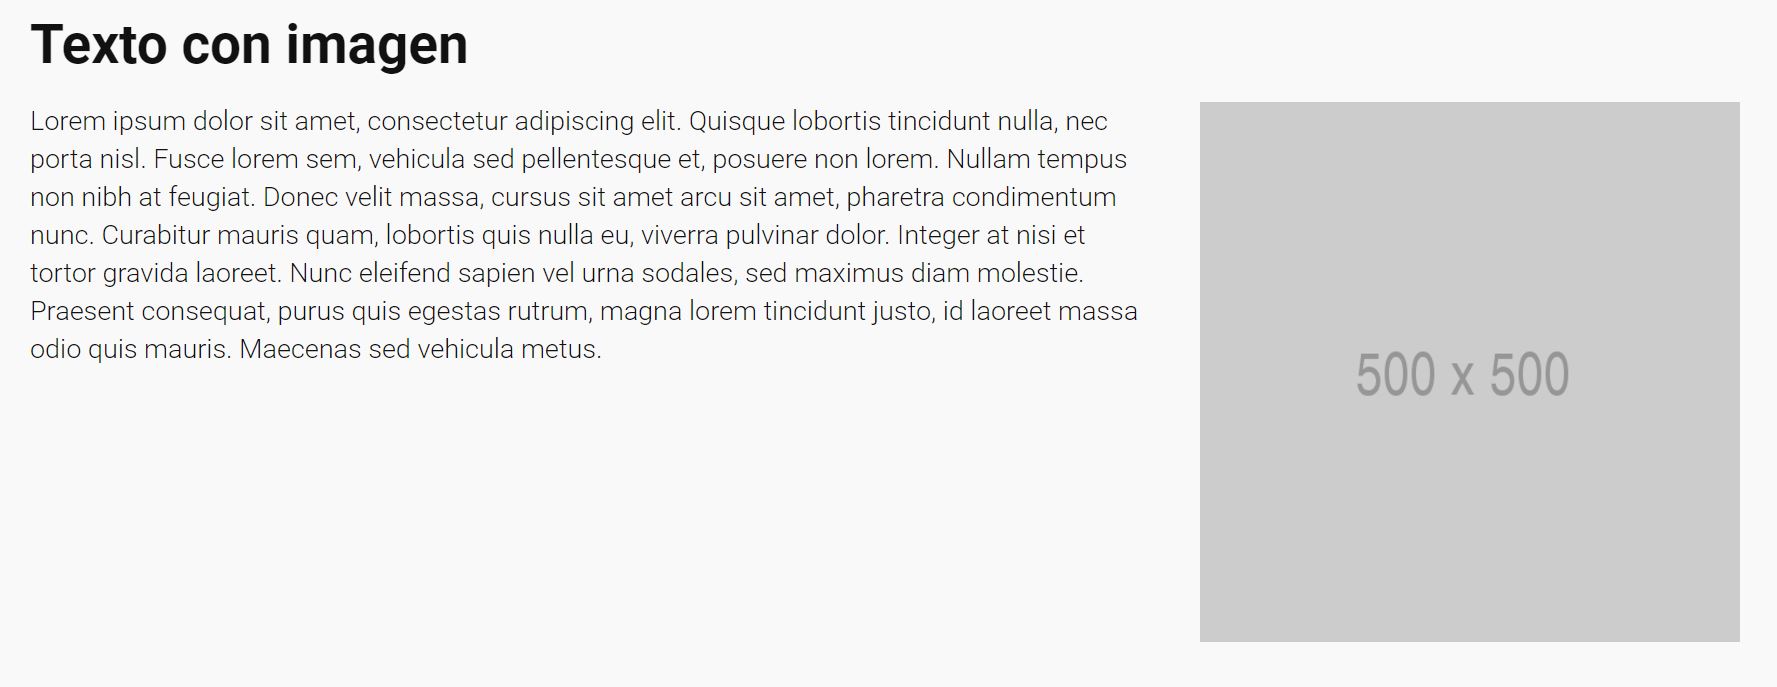 Texto con imagen
Lorem ipsum dolor sit amet, consectetur adipiscing elit. Quisque lobortis tincidunt nulla, nec
porta nisl. Fusce lorem sem, vehicula sed pellentesque et, posuere non lorem. Nullam tempus
non nibh at feugiat. Donec velit massa, cursus sit amet arcu sit amet, pharetra condimentum
nunc. Curabitur mauris quam, lobortis quis nulla eu, viverra pulvinar dolor. Integer at nisi et
tortor gravida laoreet. Nunc eleifend sapien vel urna sodales, sed maximus diam molestie.
Praesent consequat, purus quis egestas rutrum, magna lorem tincidunt justo, id laoreet massa
odio quis mauris. Maecenas sed vehicula metus.
500 x 500